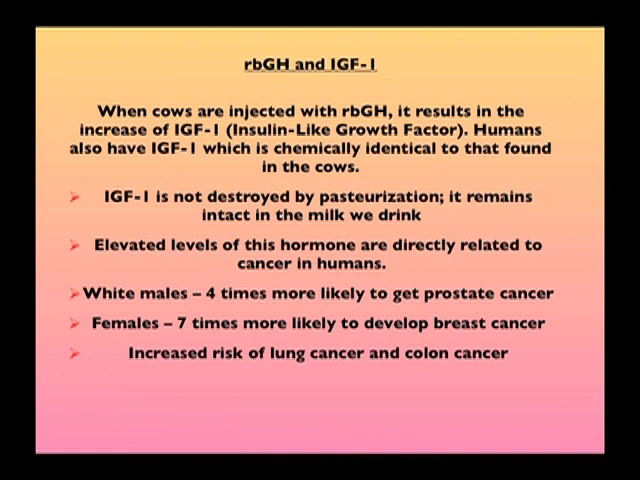 rbGH and IGF-1
When cows are injected with rbGH, it results in the
increase of IGF-1 (Insulin-Like Growth Factor). Humans
also have IGF-1 which is chemically identical to that found
in the cows.
IGF-1 is not destroyed by pasteurization; it remains
intact in the milk we drink
Elevated levels of this hormone are directly related to
cancer in humans.
White males – 4 times more likely to get prostate cancer
Females – 7 times more likely to develop breast cancer
Increased risk of lung cancer and colon cancer